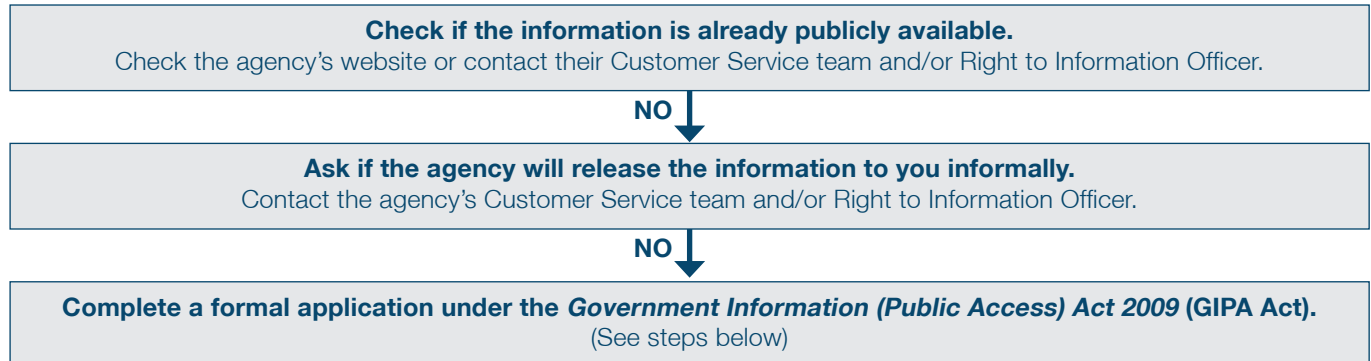 Check if the information is already publicly available.
Check the agency’s website or contact their Customer Service team and/or Right to Information Officer.
NO
Ask if the agency will release the information to you informally.
Contact the agency’s Customer Service team and/or Right to Information Officer.
NO
Complete a formal application under the Government Information (Public Access) Act 2009 (GIPA Act).
(See steps below)